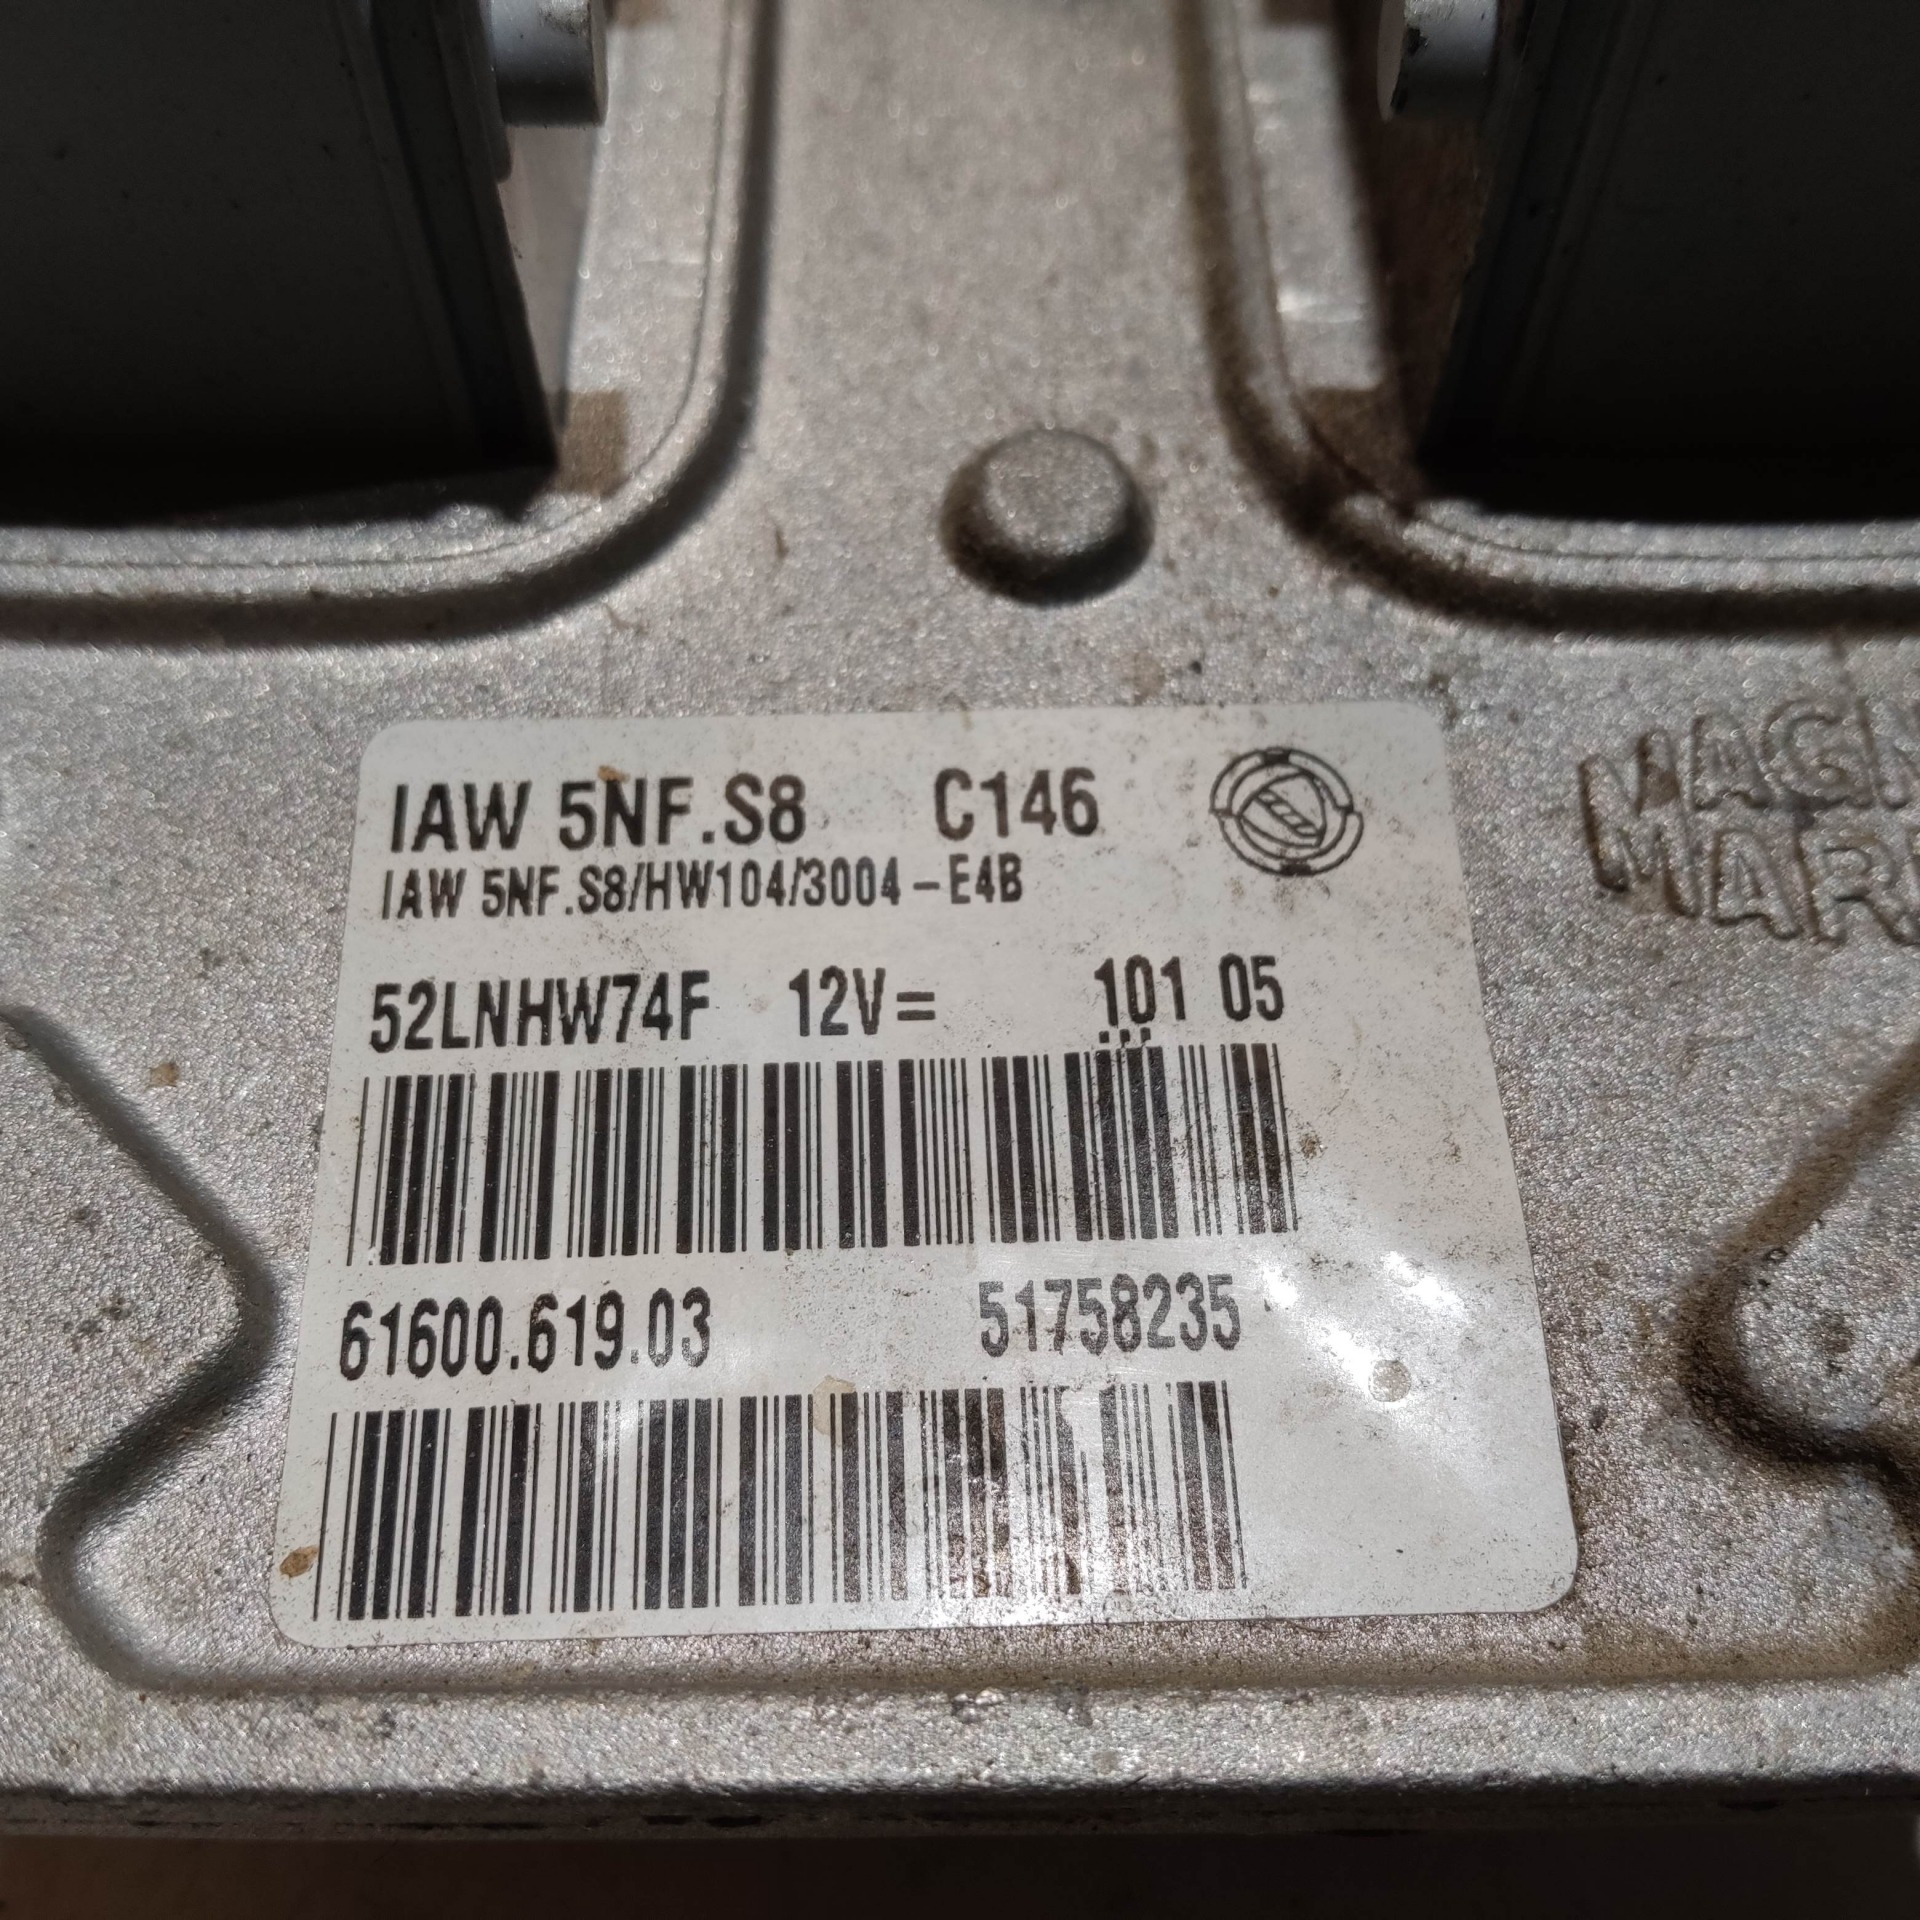 IAW 5NF.S8 C146
IAW 5NF.S8/HW104/3004-E4B
52LNHW74F 12V= 101 05
61600.619.03 51758235